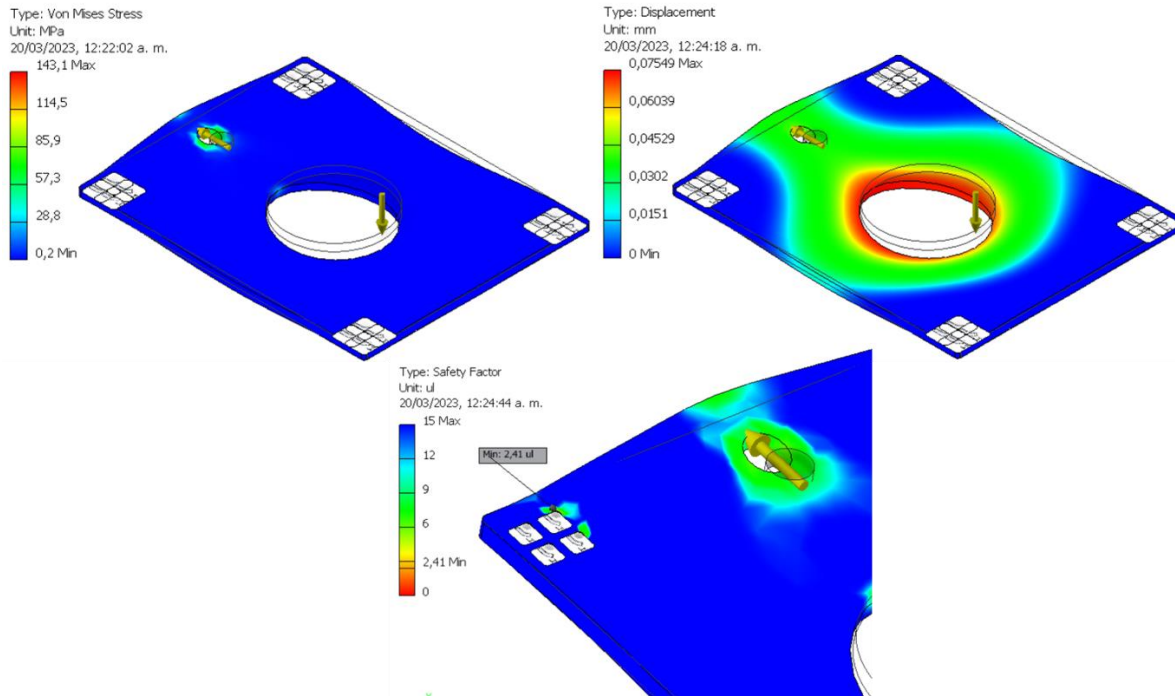 Type: Von Mises Stress
Unit: MPa
20/03/2023, 12:22:02 a. m.
143,1 Max
114,5
85,9
57,3
28,8
0,2 Min
Type: Displacement
Unit: mm
20/03/2023, 12:24:18 a. m.
0,07549 Max
0,06039
0,04529
0,0302
0,0151
0 Min
Type: Safety Factor
Unit: ul
20/03/2023, 12:24:44 a. m.
15 Max
12
9
6
2,41 Min
0
Min: 2,41 ul